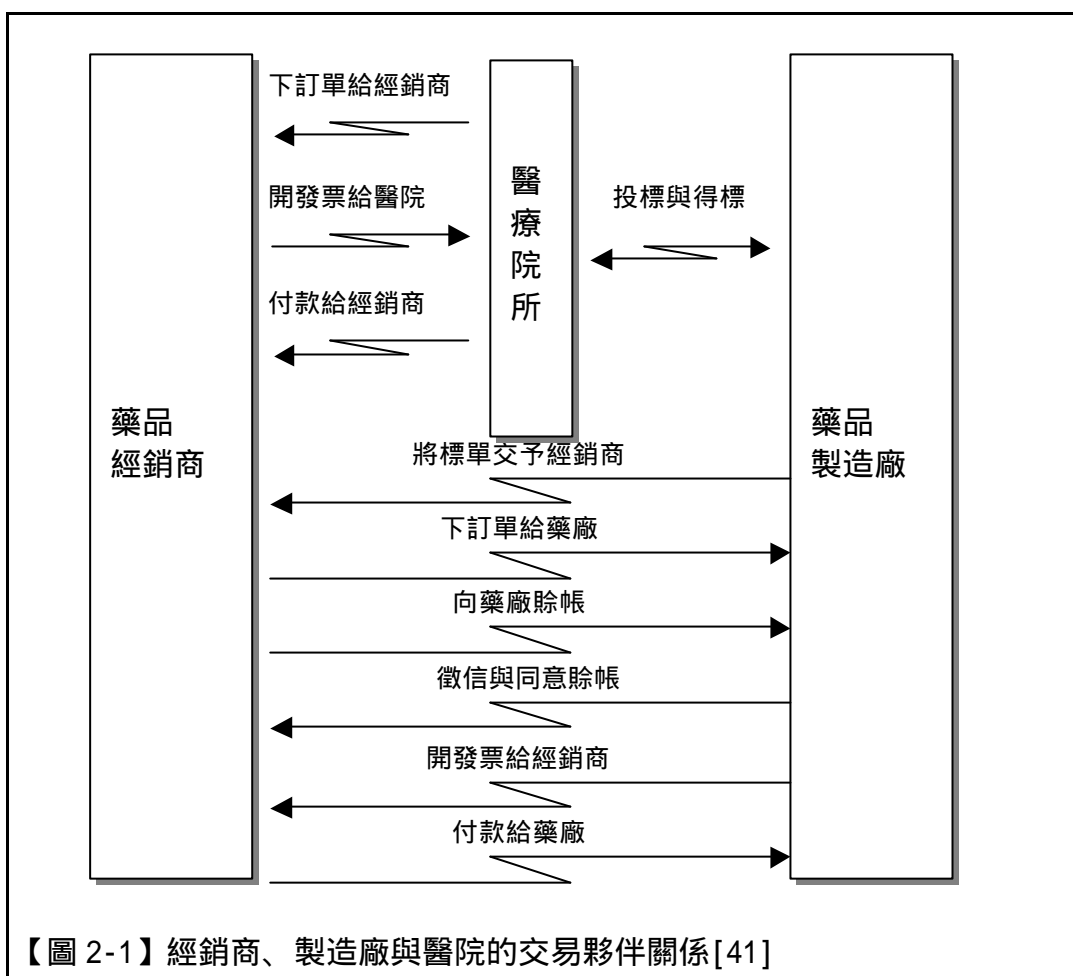 下訂單給經銷商
開發票給醫院
付款給經銷商
醫
療
院
所
投標與得標
藥品
經銷商
藥品
製造廠
將標單交予經銷商
下訂單給藥廠
向藥廠賒帳
徵信與同意賒帳
開發票給經銷商
付款給藥廠
【圖 2-1】經銷商、製造廠與醫院的交易夥伴關係[41]